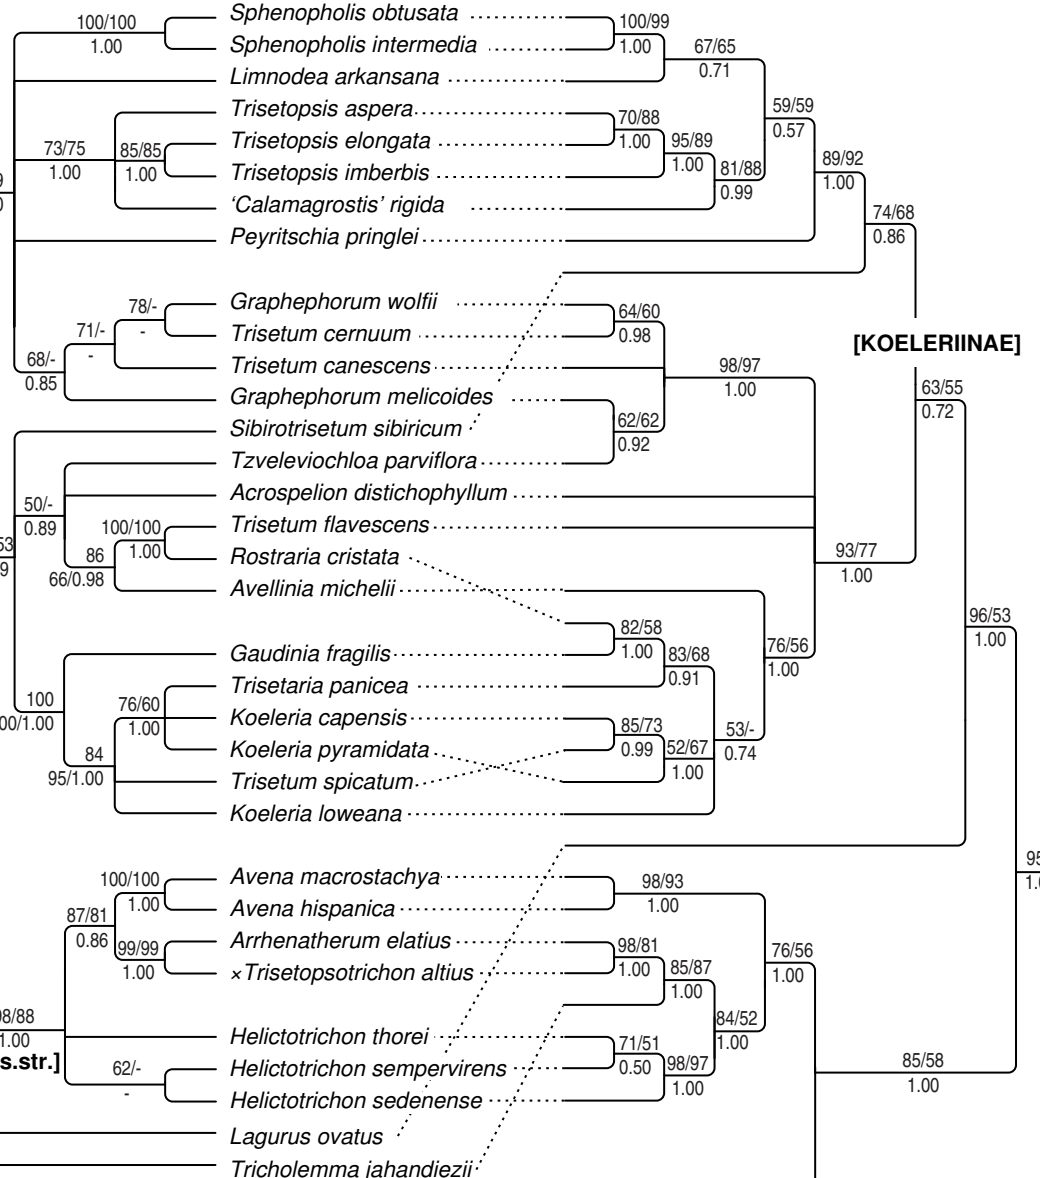 Sphenopholis obtusata
100/100
1.00
100/99
1.00
Sphenopholis intermedia
67/65
0.71
Limnodea arkansana
Trisetopsis aspera
59/59
0.57
70/88
1.00
Trisetopsis elongata
73/75
1.00
85/85
1.00
95/89
1.00
Trisetopsis imberbis
81/88
0.99
89/92
1.00
‘Calamagrostis’ rigida
74/68
0.86
Peyritschia pringlei
Graphephorum wolfii
78/-
-
64/60
0.98
Trisetum cernuum
71/-
-
[KOELERIINAE]
Trisetum canescens
68/-
0.85
98/97
1.00
Graphephorum melicoides
63/55
0.72
62/62
0.92
Sibirotrisetum sibiricum
Tzveleviochloa parviflora
Acrospelion distichophyllum
50/-
0.89
Trisetum flavescens
100/100
1.00
Rostraria cristata
86
66/0.98
93/77
1.00
Avellinia michelii
82/58
1.00
96/53
1.00
Gaudinia fragilis
83/68
0.91
76/56
1.00
Trisetaria panicea
100
00/1.00
76/60
1.00
Koeleria capensis
85/73
0.99
53/-
0.74
Koeleria pyramidata
84
95/1.00
52/67
1.00
Trisetum spicatum
Koeleria loweana
95
Avena macrostachya
100/100
1.00
98/93
1.00
Avena hispanica
87/81
0.86
Arrhenatherum elatius
99/99
1.00
98/81
1.00
76/56
1.00
×Trisetopsotrichon altius
85/87
1.00
98/88
1.00
84/52
1.00
Helictotrichon thorei
71/51
0.50
s.str.]
Helictotrichon sempervirens
62/-
-
98/97
1.00
85/58
1.00
Helictotrichon sedenense
Lagurus ovatus
Tricholemma jahandiezii